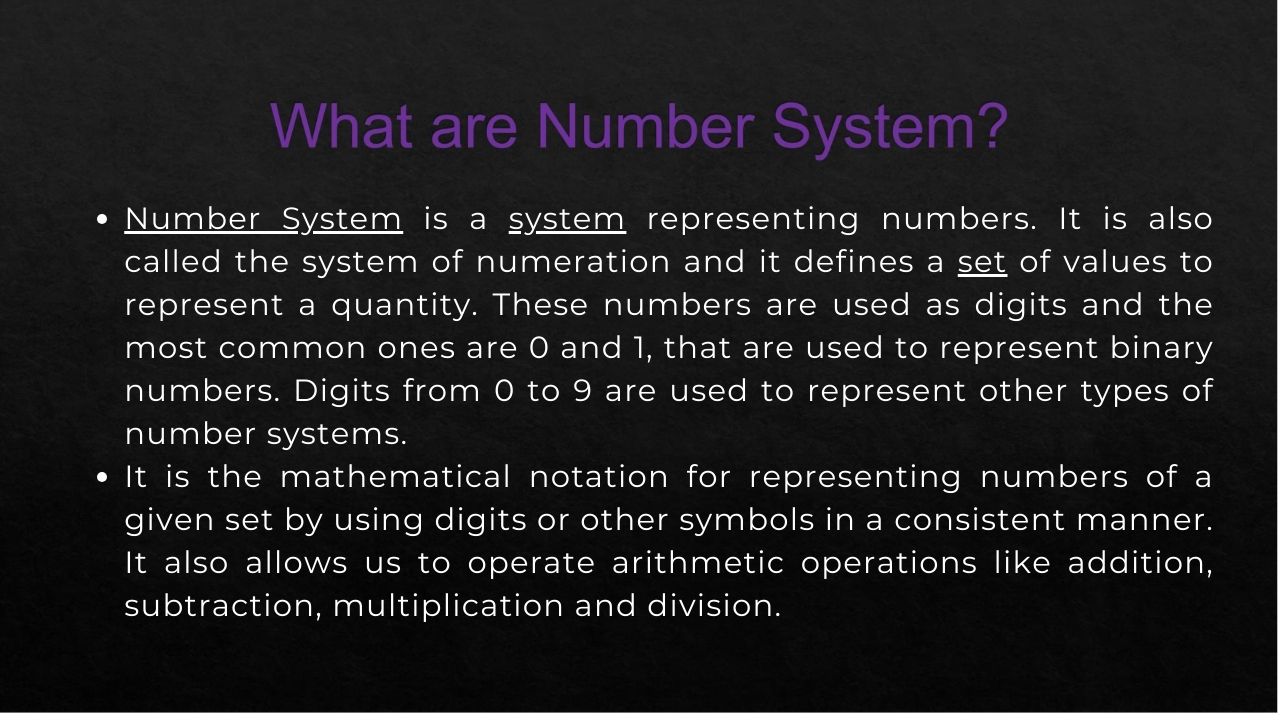 What are Number System?
• Number System is a system representing numbers. It is also
called the system of numeration and it defines a set of values to
represent a quantity. These numbers are used as digits and the
most common ones are 0 and 1, that are used to represent binary
numbers. Digits from 0 to 9 are used to represent other types of
number systems.
• It is the mathematical notation for representing numbers of a
given set by using digits or other symbols in a consistent manner.
It also allows us to operate arithmetic operations like addition,
subtraction, multiplication and division.